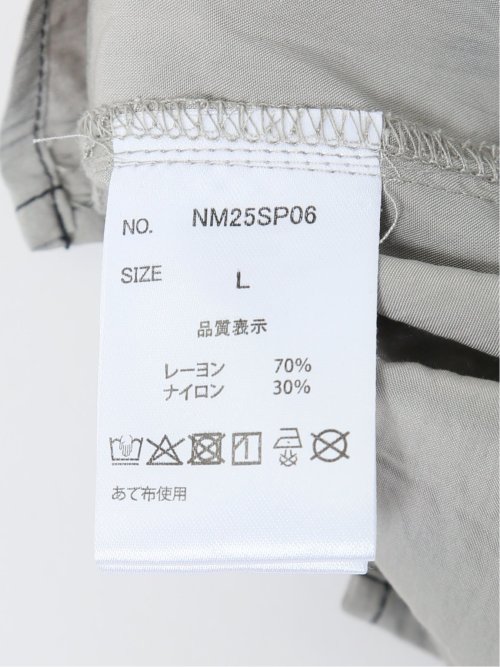 NO. NM25SP06
SIZE L
品質表示
レーヨン 70%
ナイロン 30%
あて布使用